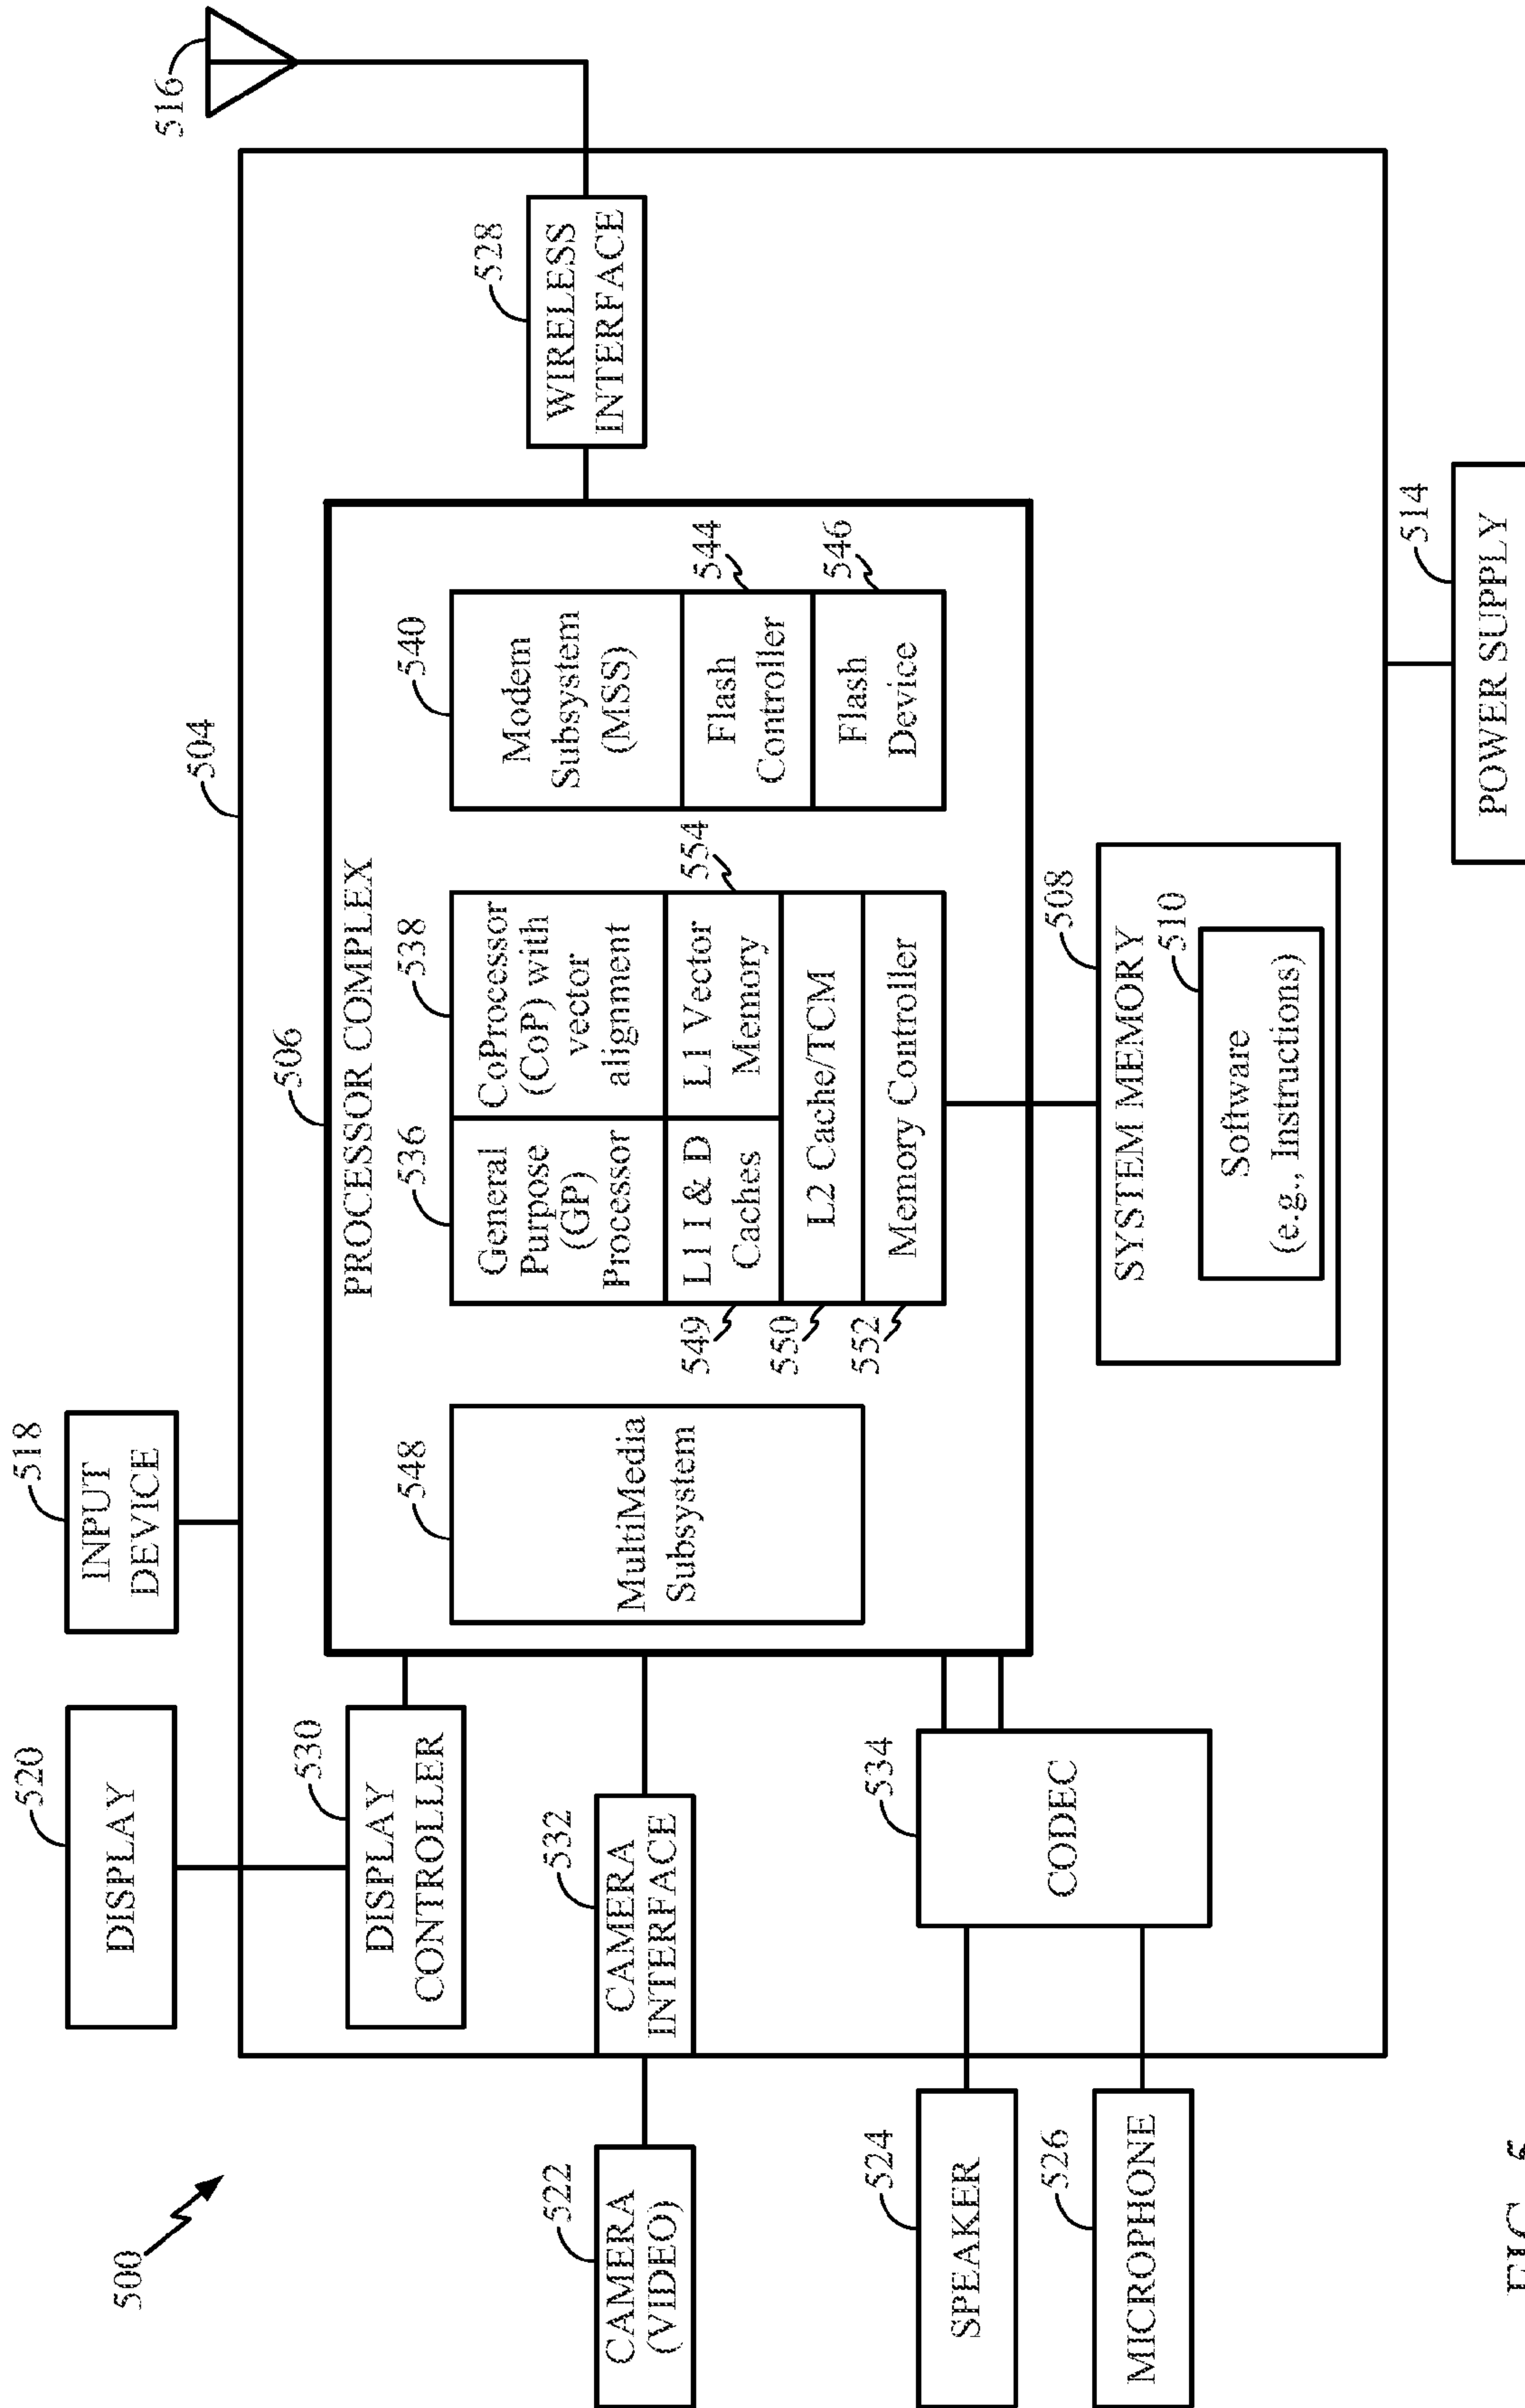 500
520
DISPLAY
518
INPUT
DEVICE
516
504
530
DISPLAY
CONTROLLER
506
PROCESSOR COMPLEX
528
WIRELESS
INTERFACE
522
CAMERA
(VIDEO)
532
CAMERA
INTERFACE
548
MultiMedia
Subsystem
536
General
Purpose
(GP)
Processor
538
CoProcessor
(CoP) with
vector
alignment
540
Modem
Subsystem
(MSS)
549
L1 I & D
Caches
554
L1 Vector
Memory
544
Flash
Controller
550
L2 Cache/TCM
546
Flash
Device
552
Memory Controller
524
SPEAKER
534
CODEC
526
MICROPHONE
508
SYSTEM MEMORY
510
Software
(e.g., Instructions)
514
POWER SUPPLY